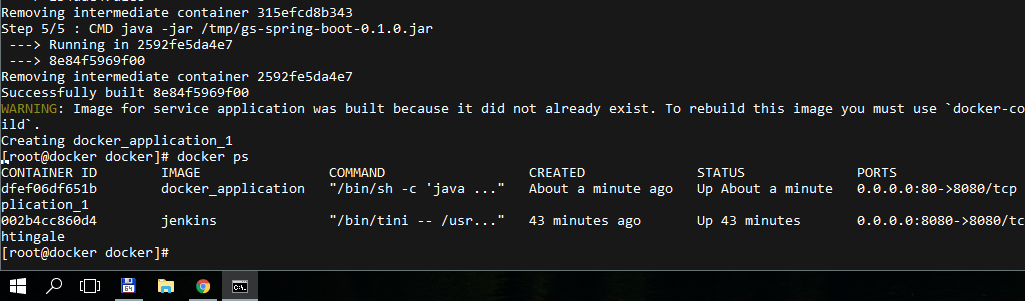 Removing intermediate container 315efcd8b343
Step 5/5 : CMD java -jar /tmp/gs-spring-boot-0.1.0.jar
---> Running in 2592fe5da4e7
---> 8e84f5969f00
Removing intermediate container 2592fe5da4e7
Successfully built 8e84f5969f00
WARNING: Image for service application was built because it did not already exist. To rebuild this image you must use `docker-co
ild`.
Creating docker_application_1
[root@docker docker]# docker ps
CONTAINER ID IMAGE COMMAND CREATED STATUS PORTS
dfef06df651b docker_application "/bin/sh -c 'java ..." About a minute ago Up About a minute 0.0.0.0:80->8080/tcp
plication_1
002b4cc860d4 jenkins "/bin/tini -- /usr..." 43 minutes ago Up 43 minutes 0.0.0.0:8080->8080/tc
htingale
[root@docker docker]#
64
C:\.